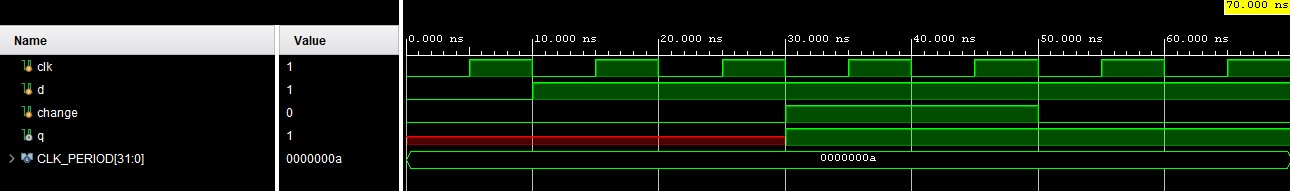 70.000 ns
Name Value
0.000 ns 10.000 ns 20.000 ns 30.000 ns 40.000 ns 50.000 ns 60.000 ns
clk 1
d 1
change 0
q 1
CLK_PERIOD[31:0] 0000000a 0000000a